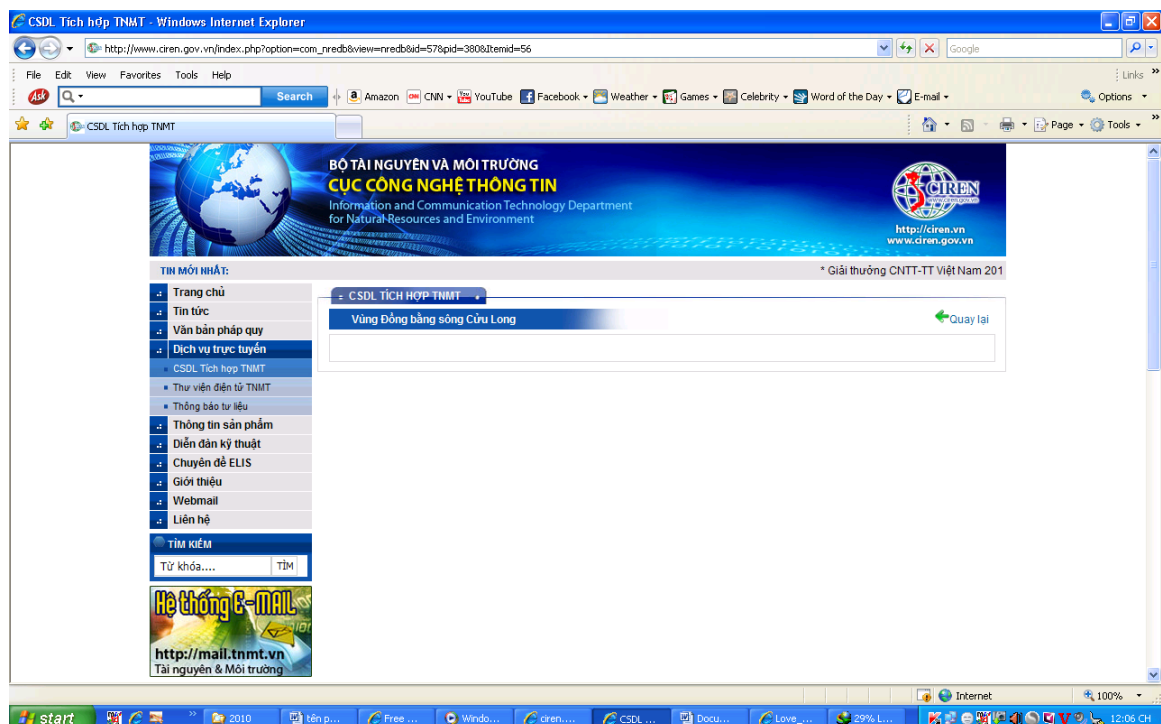 CSDL Tích hợp TNMT - Windows Internet Explorer
http://www.ciren.gov.vn/index.php?option=com_nredb&view=nredb&id=57&pid=380&Itemid=56
Google
File Edit View Favorites Tools Help
Links
Ask
Search
Amazon CNN YouTube Facebook Weather Games Celebrity Word of the Day E-mail
Options
CSDL Tích hợp TNMT
Page Tools
BỘ TÀI NGUYÊN VÀ MÔI TRƯỜNG
CỤC CÔNG NGHỆ THÔNG TIN
Information and Communication Technology Department
for Natural Resources and Environment
CIREN
www.ciren.gov.vn
http://ciren.vn
www.ciren.gov.vn
TIN MỚI NHẤT:
* Giải thưởng CNTT-TT Việt Nam 201
Trang chủ
Tin tức
Văn bản pháp quy
Dịch vụ trực tuyến
CSDL Tích hợp TNMT
Thư viện điện tử TNMT
Thông báo tư liệu
Thông tin sản phẩm
Diễn đàn kỹ thuật
Chuyên đề ELIS
Giới thiệu
Webmail
Liên hệ
CSDL TÍCH HỢP TNMT
Vùng Đồng bằng sông Cửu Long
Quay lại
TÌM KIẾM
Từ khóa....
TÌM
Hệ thống E-MAIL
http://mail.tnmt.vn
Tài nguyên & Môi trường
Internet
100%
start
2010
tên p...
Free ...
Windo...
ciren....
CSDL ...
Docu...
Love_...
29% L...
12:06 CH